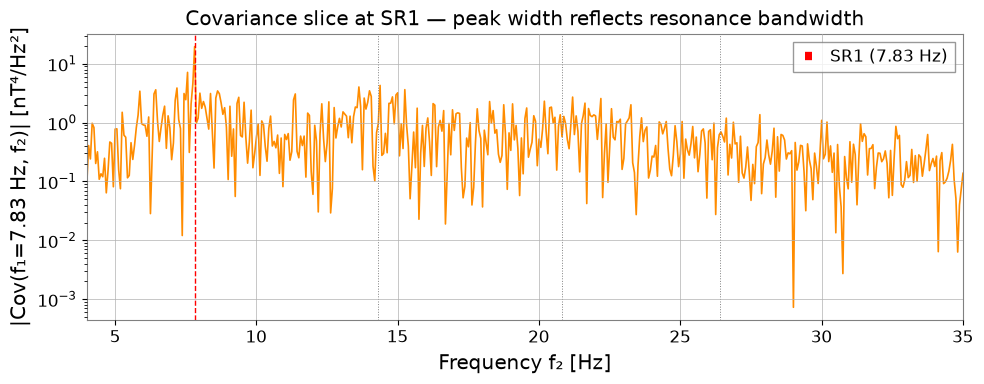 Covariance slice at SR1 — peak width reflects resonance bandwidth
|Cov(f₁=7.83 Hz, f₂)| [nT⁴/Hz²]
10¹
10⁰
10⁻¹
10⁻²
10⁻³
SR1 (7.83 Hz)
5 10 15 20 25 30 35
Frequency f₂ [Hz]